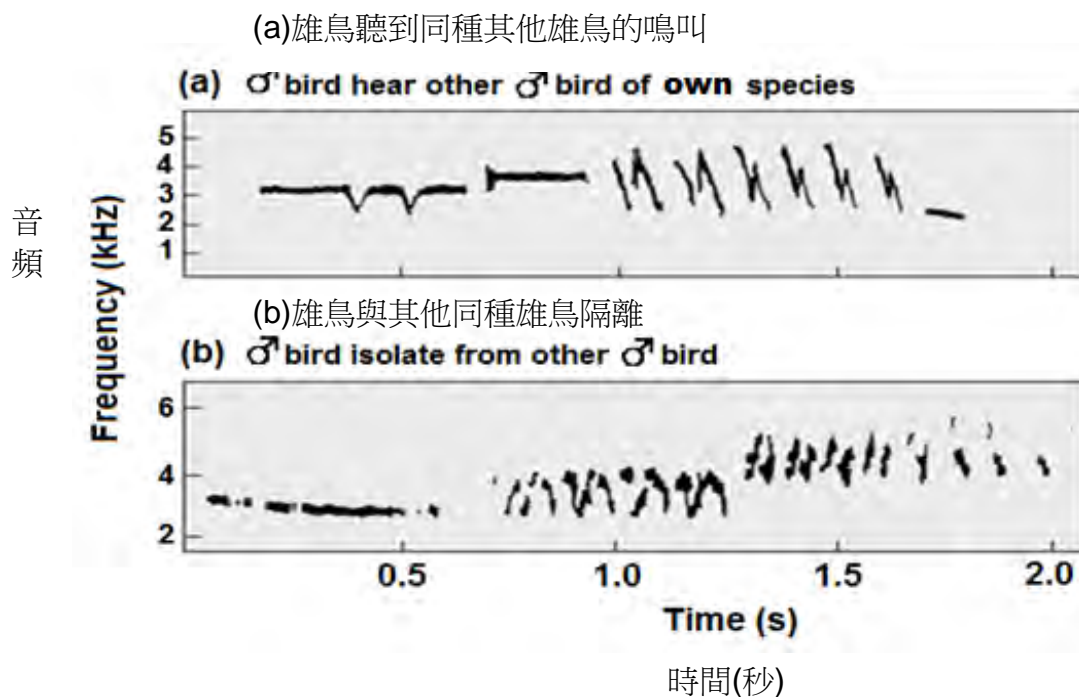 (a)雄鳥聽到同種其他雄鳥的鳴叫
(a) ♂ bird hear other ♂ bird of own species
5
4
3
2
1
音頻
Frequency (kHz)
(b)雄鳥與其他同種雄鳥隔離
(b) ♂ bird isolate from other ♂ bird
6
4
2
0.5 1.0 1.5 2.0
Time (s)
時間(秒)